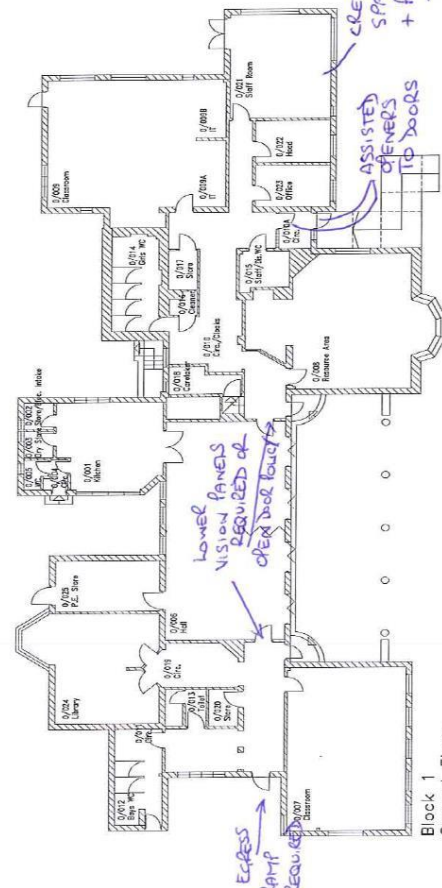 0/012
Boys WC
0/011
Circ.
0/024
Library
0/025
P.E. Store
0/005
WC
0/004
Circ.
0/003
Dry Store
0/002
Store/Elec. Intake
0/001
Kitchen
0/013
Toilet
0/020
Store
0/019
Circ.
0/006
Hall
0/007
Classroom
0/018
Caretaker
0/010
Circ./Cloaks
0/016
Cleaner
0/017
Store
0/014
Girls WC
0/015
Staff/Dis.WC
0/008
Resource Area
0/009
Classroom
0/009A
IT
0/009B
IT
0/010A
Circ.
0/023
Office
0/022
Head
0/021
Staff Room
EGRESS
RAMP
REQUIRED
LOWER
VISION PANELS
REQUIRED OR
OPEN DOOR POLICY
ASSISTED
OPENERS
TO DOORS
Block 1